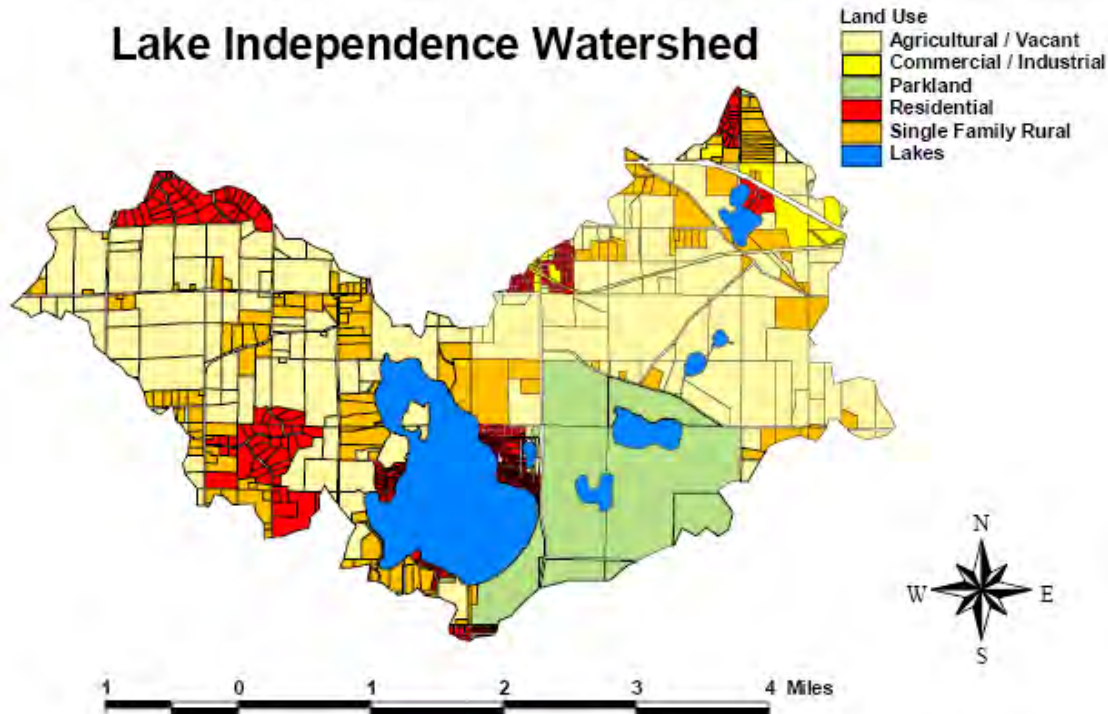 Lake Independence Watershed
Land Use
Agricultural / Vacant
Commercial / Industrial
Parkland
Residential
Single Family Rural
Lakes
N
W E
S
1 0 1 2 3 4 Miles